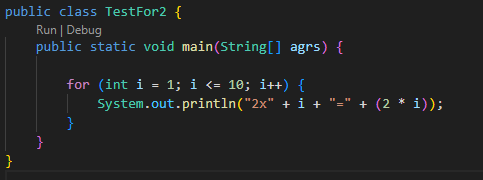 public class TestFor2 {
Run | Debug
public static void main(String[] agrs) {
for (int i = 1; i <= 10; i++) {
System.out.println("2x" + i + "=" + (2 * i));
}
}
}